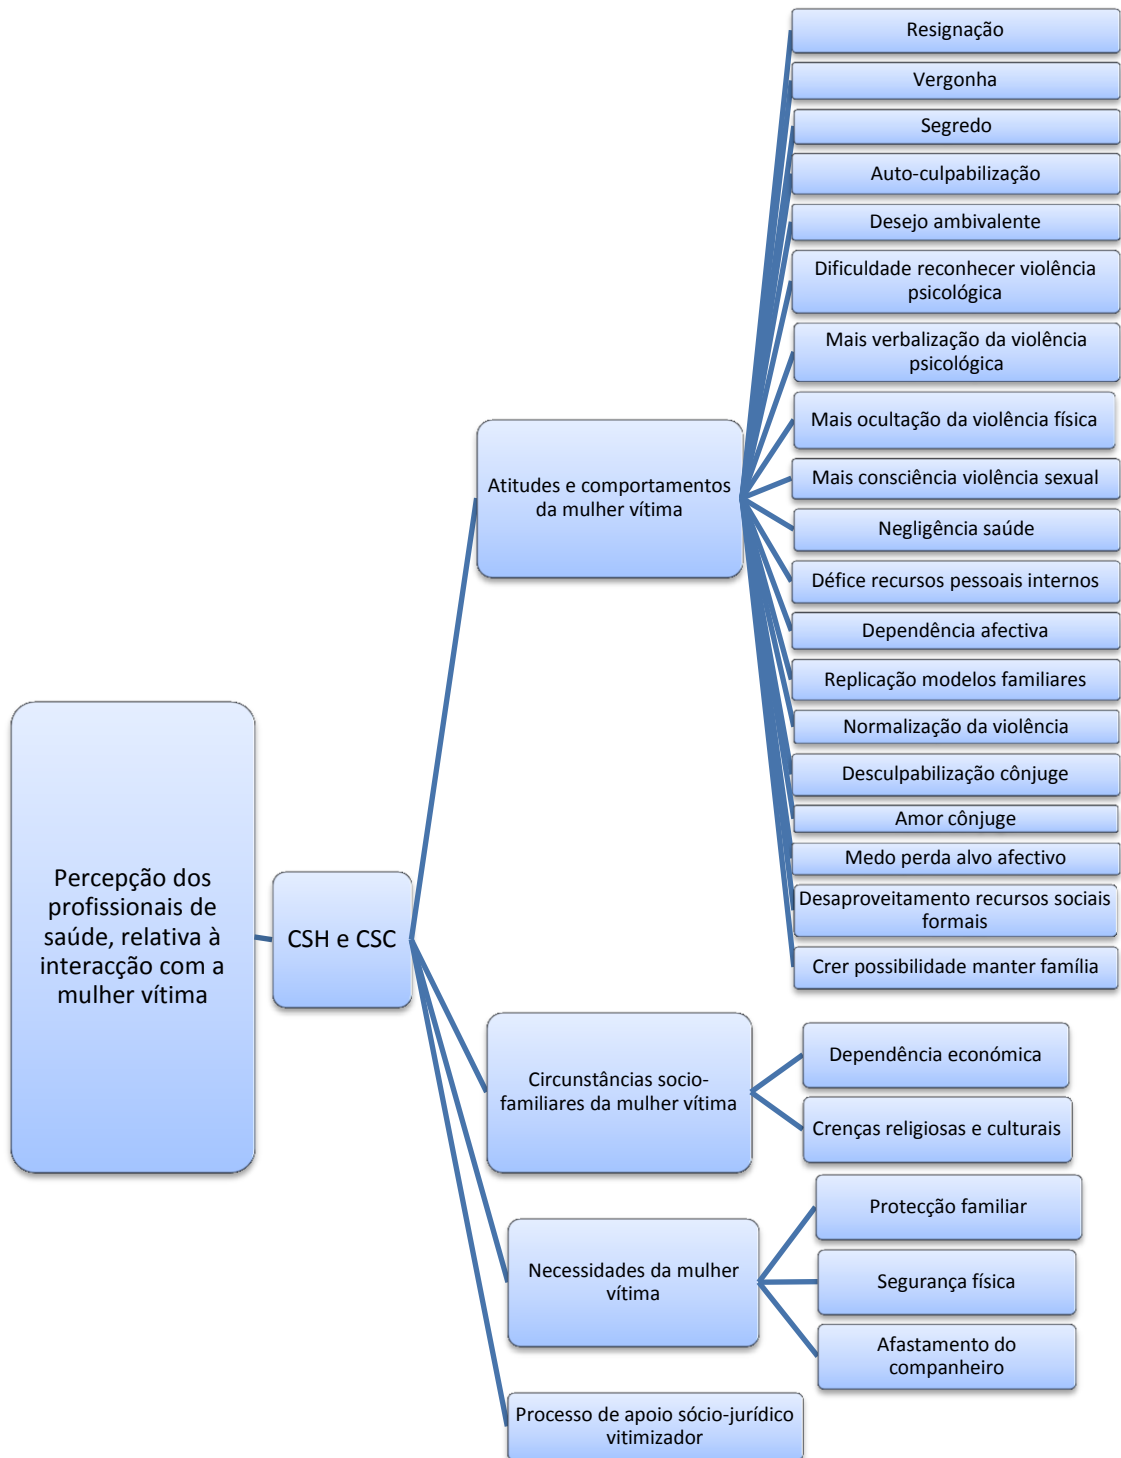 Resignação
Vergonha
Segredo
Auto-culpabilização
Desejo ambivalente
Dificuldade reconhecer violência
psicológica
Mais verbalização da violência
psicológica
Mais ocultação da violência física
Mais consciência violência sexual
Negligência saúde
Défice recursos pessoais internos
Dependência afectiva
Replicação modelos familiares
Normalização da violência
Desculpabilização cônjuge
Amor cônjuge
Medo perda alvo afectivo
Desaproveitamento recursos sociais
formais
Crer possibilidade manter família
Atitudes e comportamentos
da mulher vítima
Percepção dos
profissionais de
saúde, relativa à
interacção com a
mulher vítima
CSH e CSC
Circunstâncias socio-
familiares da mulher vítima
Dependência económica
Crenças religiosas e culturais
Necessidades da mulher
vítima
Protecção familiar
Segurança física
Afastamento do
companheiro
Processo de apoio sócio-jurídico
vitimizador